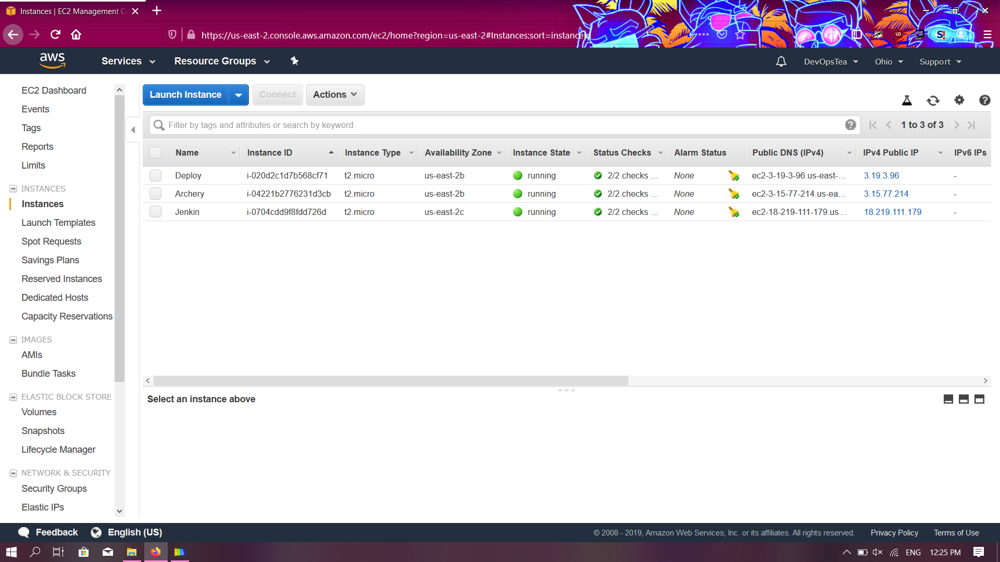 Instances | EC2 Management Co
https://us-east-2.console.aws.amazon.com/ec2/home?region=us-east-2#Instances:sort=instanceId
aws Services Resource Groups DevOpsTea Ohio Support
EC2 Dashboard
Events
Tags
Reports
Limits
INSTANCES
Instances
Launch Templates
Spot Requests
Savings Plans
Reserved Instances
Dedicated Hosts
Capacity Reservations
IMAGES
AMIs
Bundle Tasks
ELASTIC BLOCK STORE
Volumes
Snapshots
Lifecycle Manager
NETWORK & SECURITY
Security Groups
Elastic IPs
Launch Instance Connect Actions
Filter by tags and attributes or search by keyword 1 to 3 of 3
Name Instance ID Instance Type Availability Zone Instance State Status Checks Alarm Status Public DNS (IPv4) IPv4 Public IP IPv6 IPs
Deploy i-020d2c1d7b568cf71 t2.micro us-east-2b running 2/2 checks ... None ec2-3-19-3-96.us-east-... 3.19.3.96 -
Archery i-04221b2776231d3cb t2.micro us-east-2b running 2/2 checks ... None ec2-3-15-77-214.us-ea... 3.15.77.214 -
Jenkin i-0704cdd9f8fdd726d t2.micro us-east-2c running 2/2 checks ... None ec2-18-219-111-179.us... 18.219.111.179 -
Select an instance above
Feedback English (US) © 2008 - 2019, Amazon Web Services, Inc. or its affiliates. All rights reserved. Privacy Policy Terms of Use
ENG 12:25 PM